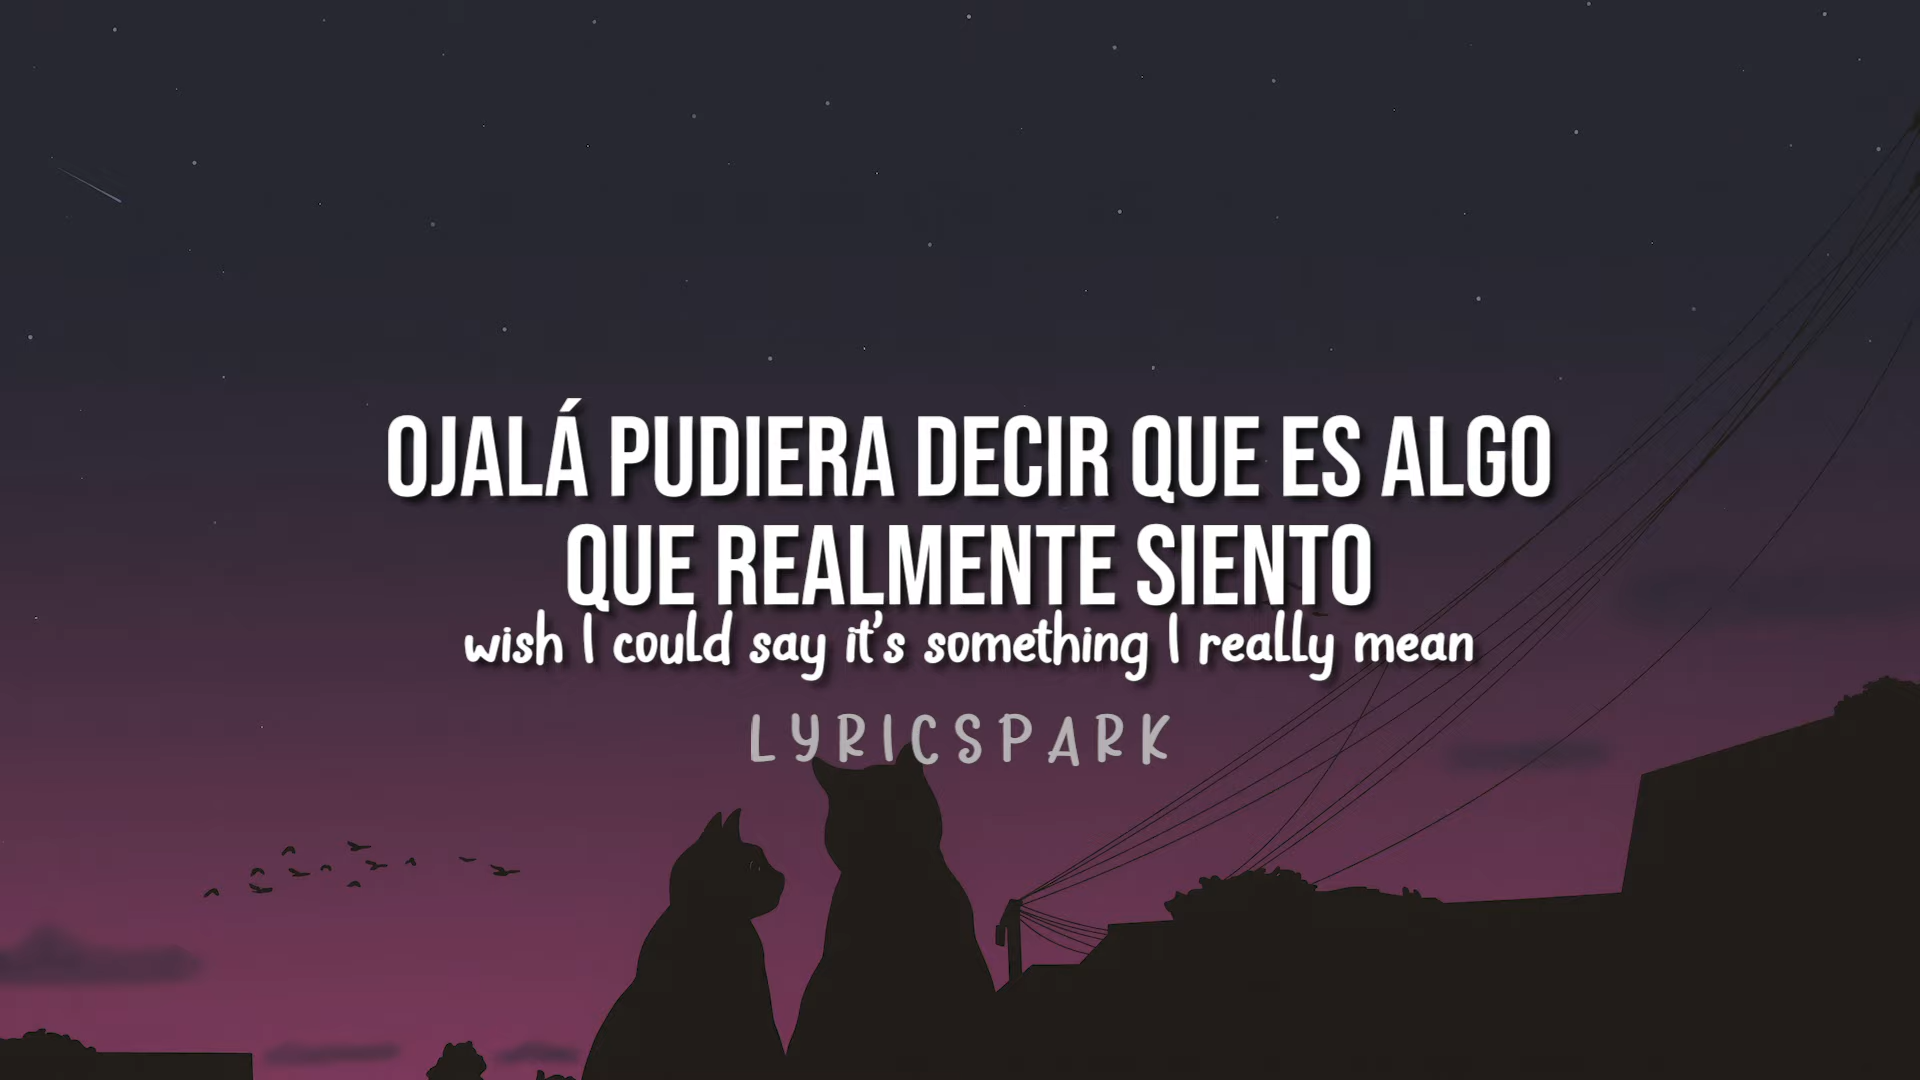 OJALÁ PUDIERA DECIR QUE ES ALGO
QUE REALMENTE SIENTO
wish I could say it's something I really mean
LYRICSPARK